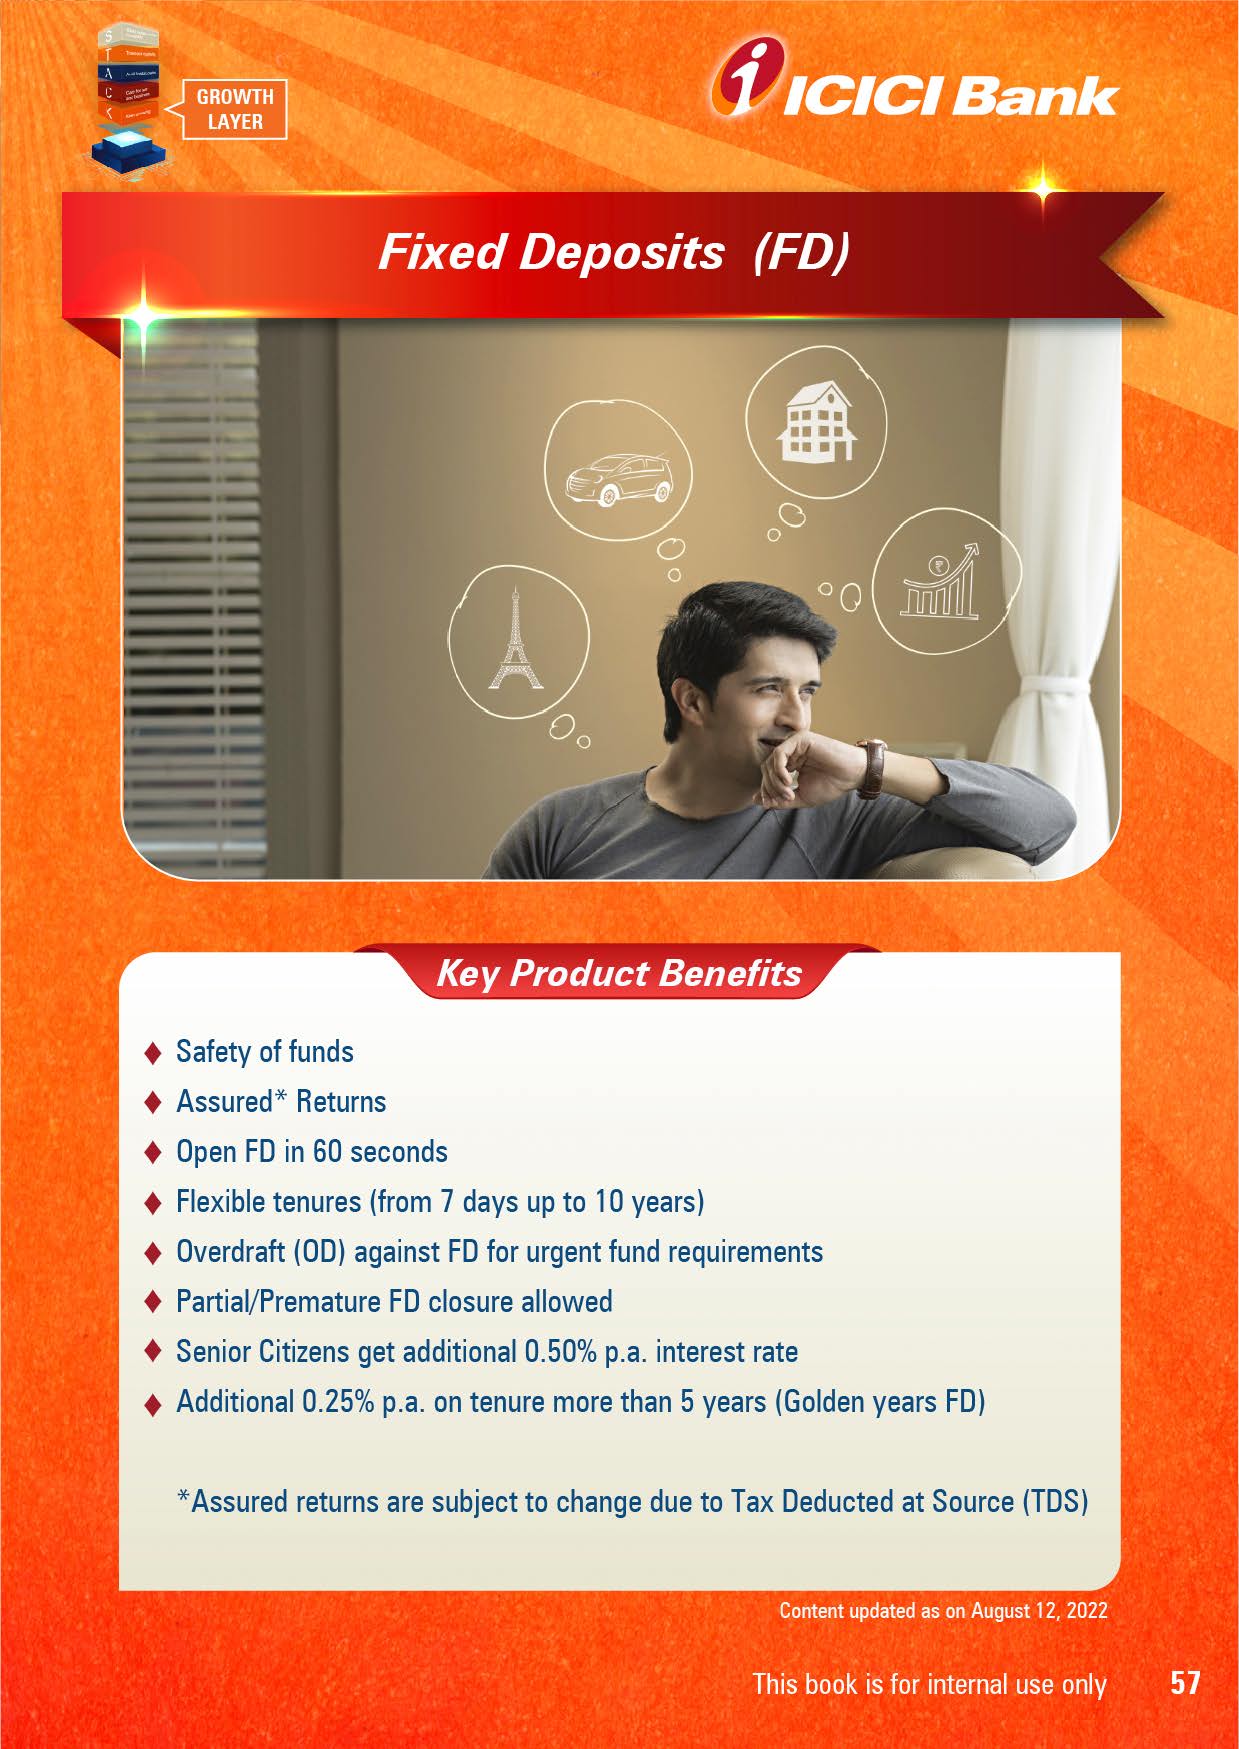 S
T
A
C
K
GROWTH
LAYER
ICICI Bank
Fixed Deposits (FD)
₹
Key Product Benefits
Safety of funds
Assured* Returns
Open FD in 60 seconds
Flexible tenures (from 7 days up to 10 years)
Overdraft (OD) against FD for urgent fund requirements
Partial/Premature FD closure allowed
Senior Citizens get additional 0.50% p.a. interest rate
Additional 0.25% p.a. on tenure more than 5 years (Golden years FD)
*Assured returns are subject to change due to Tax Deducted at Source (TDS)
Content updated as on August 12, 2022
This book is for internal use only 57